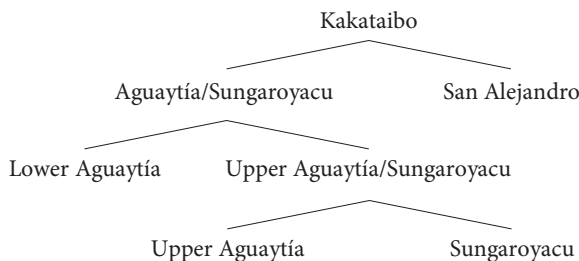 Kakataibo
Aguaytía/Sungaroyacu San Alejandro
Lower Aguaytía Upper Aguaytía/Sungaroyacu
Upper Aguaytía Sungaroyacu